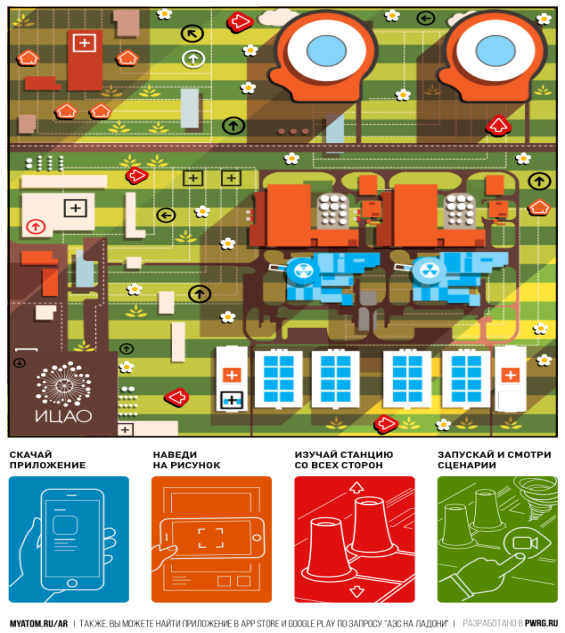 ИЦАО
СКАЧАЙ
ПРИЛОЖЕНИЕ
НАВЕДИ
НА РИСУНОК
ИЗУЧАЙ СТАНЦИЮ
СО ВСЕХ СТОРОН
ЗАПУСКАЙ И СМОТРИ
СЦЕНАРИИ
MYATOM.RU/AR | ТАКЖЕ, ВЫ МОЖЕТЕ НАЙТИ ПРИЛОЖЕНИЕ В APP STORE И GOOGLE PLAY ПО ЗАПРОСУ "АЭС НА ЛАДОНИ" | РАЗРАБОТАНО В PWRG.RU